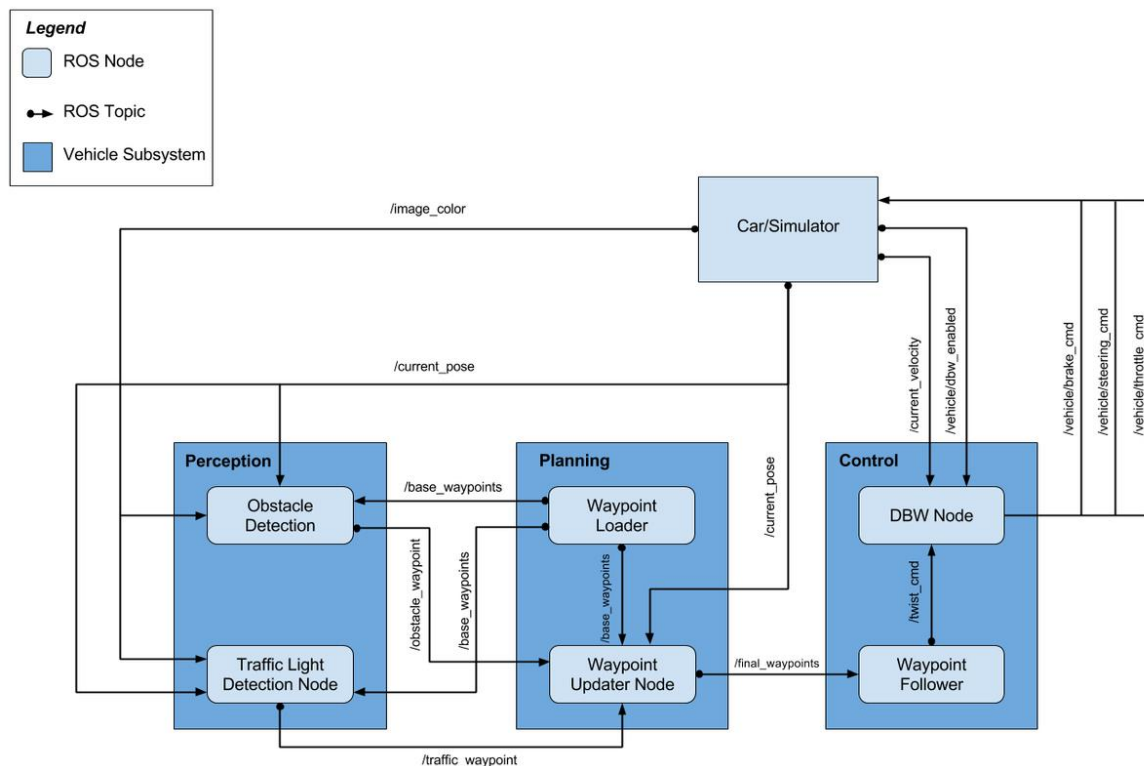 Legend
ROS Node
ROS Topic
Vehicle Subsystem
/image_color
Car/Simulator
/current_pose
/current_velocity
/vehicle/dbw_enabled
/vehicle/brake_cmd
/vehicle/steering_cmd
/vehicle/throttle_cmd
Perception
Planning
Control
/current_pose
Obstacle
Detection
/base_waypoints
Waypoint
Loader
DBW Node
/obstacle_waypoint
/base_waypoints
/base_waypoints
/twist_cmd
Traffic Light
Detection Node
Waypoint
Updater Node
/final_waypoints
Waypoint
Follower
/traffic_waypoint